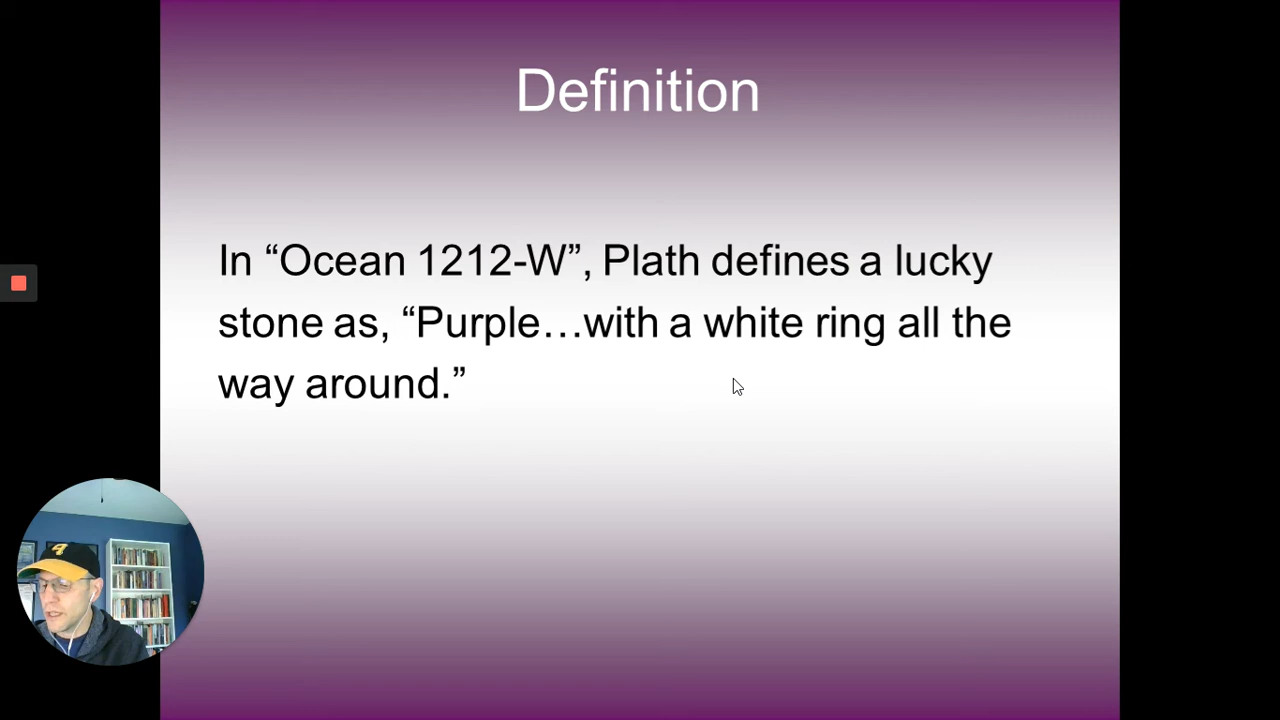 Definition
In “Ocean 1212-W”, Plath defines a lucky
stone as, “Purple…with a white ring all the
way around.”